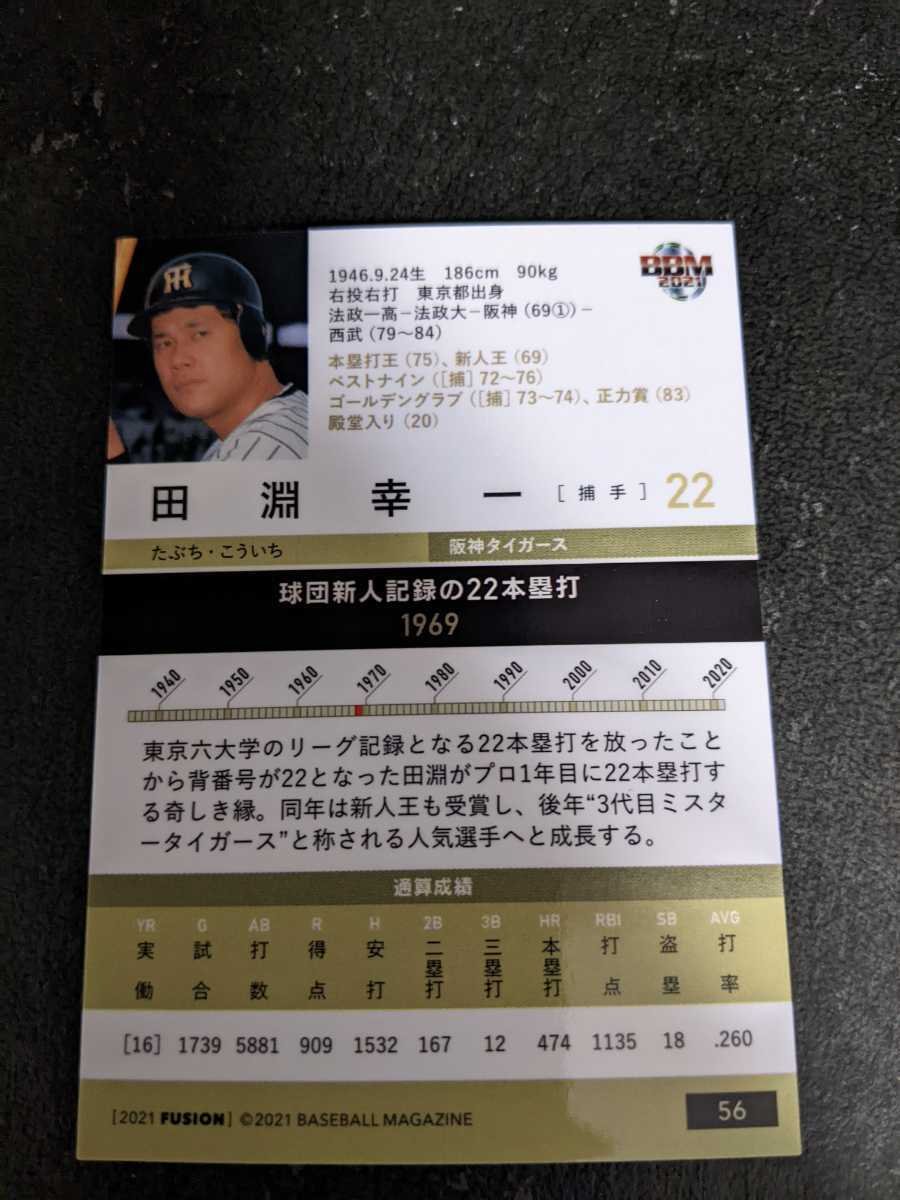 1946.9.24生 186cm 90kg
右投右打 東京都出身
法政一高－法政大－阪神（69①）－
西武（79〜84）
本塁打王（75）、新人王（69）
ベストナイン（［捕］72〜76）
ゴールデングラブ（［捕］73〜74）、正力賞（83）
殿堂入り（20）
BBM
2021
TH
田淵幸一 ［捕手］ 22
たぶち・こういち 阪神タイガース
球団新人記録の22本塁打
1969
1940 1950 1960 1970 1980 1990 2000 2010 2020
東京六大学のリーグ記録となる22本塁打を放ったこと
から背番号が22となった田淵がプロ1年目に22本塁打す
る奇しき縁。同年は新人王も受賞し、後年“3代目ミスタ
ータイガース”と称される人気選手へと成長する。
通算成績
YR G AB R H 2B 3B HR RBI SB AVG
実働 試合 打数 得点 安打 二塁打 三塁打 本塁打 打点 盗塁 打率
［16］ 1739 5881 909 1532 167 12 474 1135 18 .260
［2021 FUSION］©2021 BASEBALL MAGAZINE
56